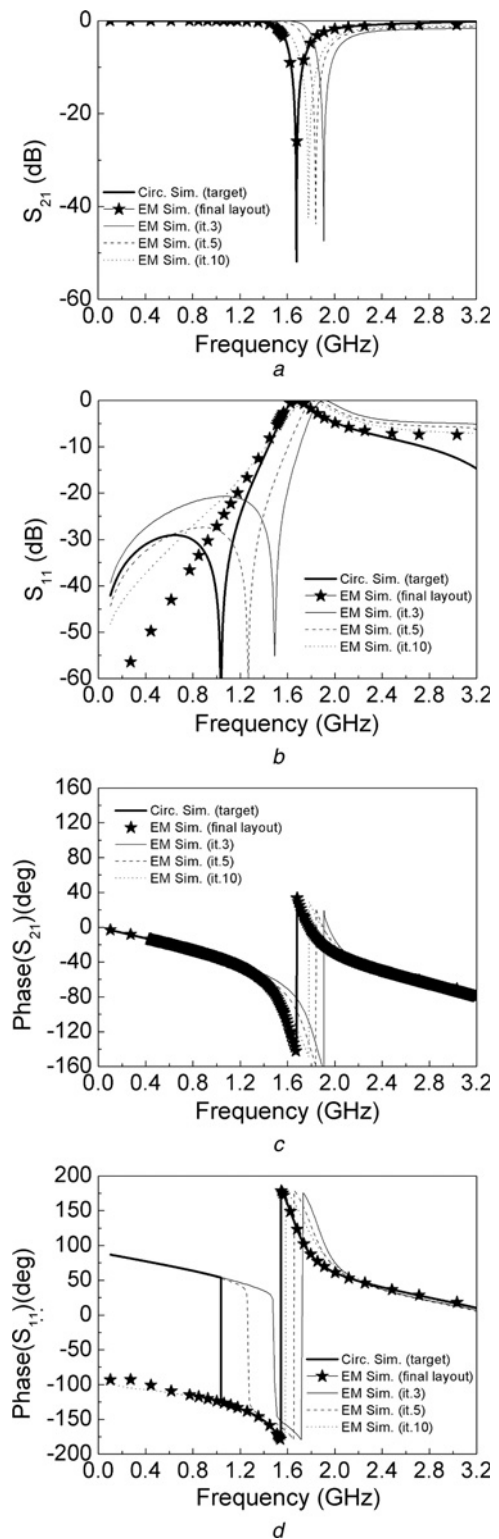 0
-20
-40
-60
S21 (dB)
Circ. Sim. (target)
EM Sim. (final layout)
EM Sim. (it.3)
EM Sim. (it.5)
EM Sim. (it.10)
0.0 0.4 0.8 1.2 1.6 2.0 2.4 2.8 3.2
Frequency (GHz)
a
0
-10
-20
-30
-40
-50
-60
S11 (dB)
Circ. Sim. (target)
EM Sim. (final layout)
EM Sim. (it.3)
EM Sim. (it.5)
EM Sim. (it.10)
0.0 0.4 0.8 1.2 1.6 2.0 2.4 2.8 3.2
Frequency (GHz)
b
160
120
80
40
0
-40
-80
-120
-160
Phase(S21)(deg)
Circ. Sim. (target)
EM Sim. (final layout)
EM Sim. (it.3)
EM Sim. (it.5)
EM Sim. (it.10)
0.0 0.4 0.8 1.2 1.6 2.0 2.4 2.8 3.2
Frequency (GHz)
c
200
150
100
50
0
-50
-100
-150
-200
Phase(S11)(deg)
Circ. Sim. (target)
EM Sim. (final layout)
EM Sim. (it.3)
EM Sim. (it.5)
EM Sim. (it.10)
0.0 0.4 0.8 1.2 1.6 2.0 2.4 2.8 3.2
Frequency (GHz)
d